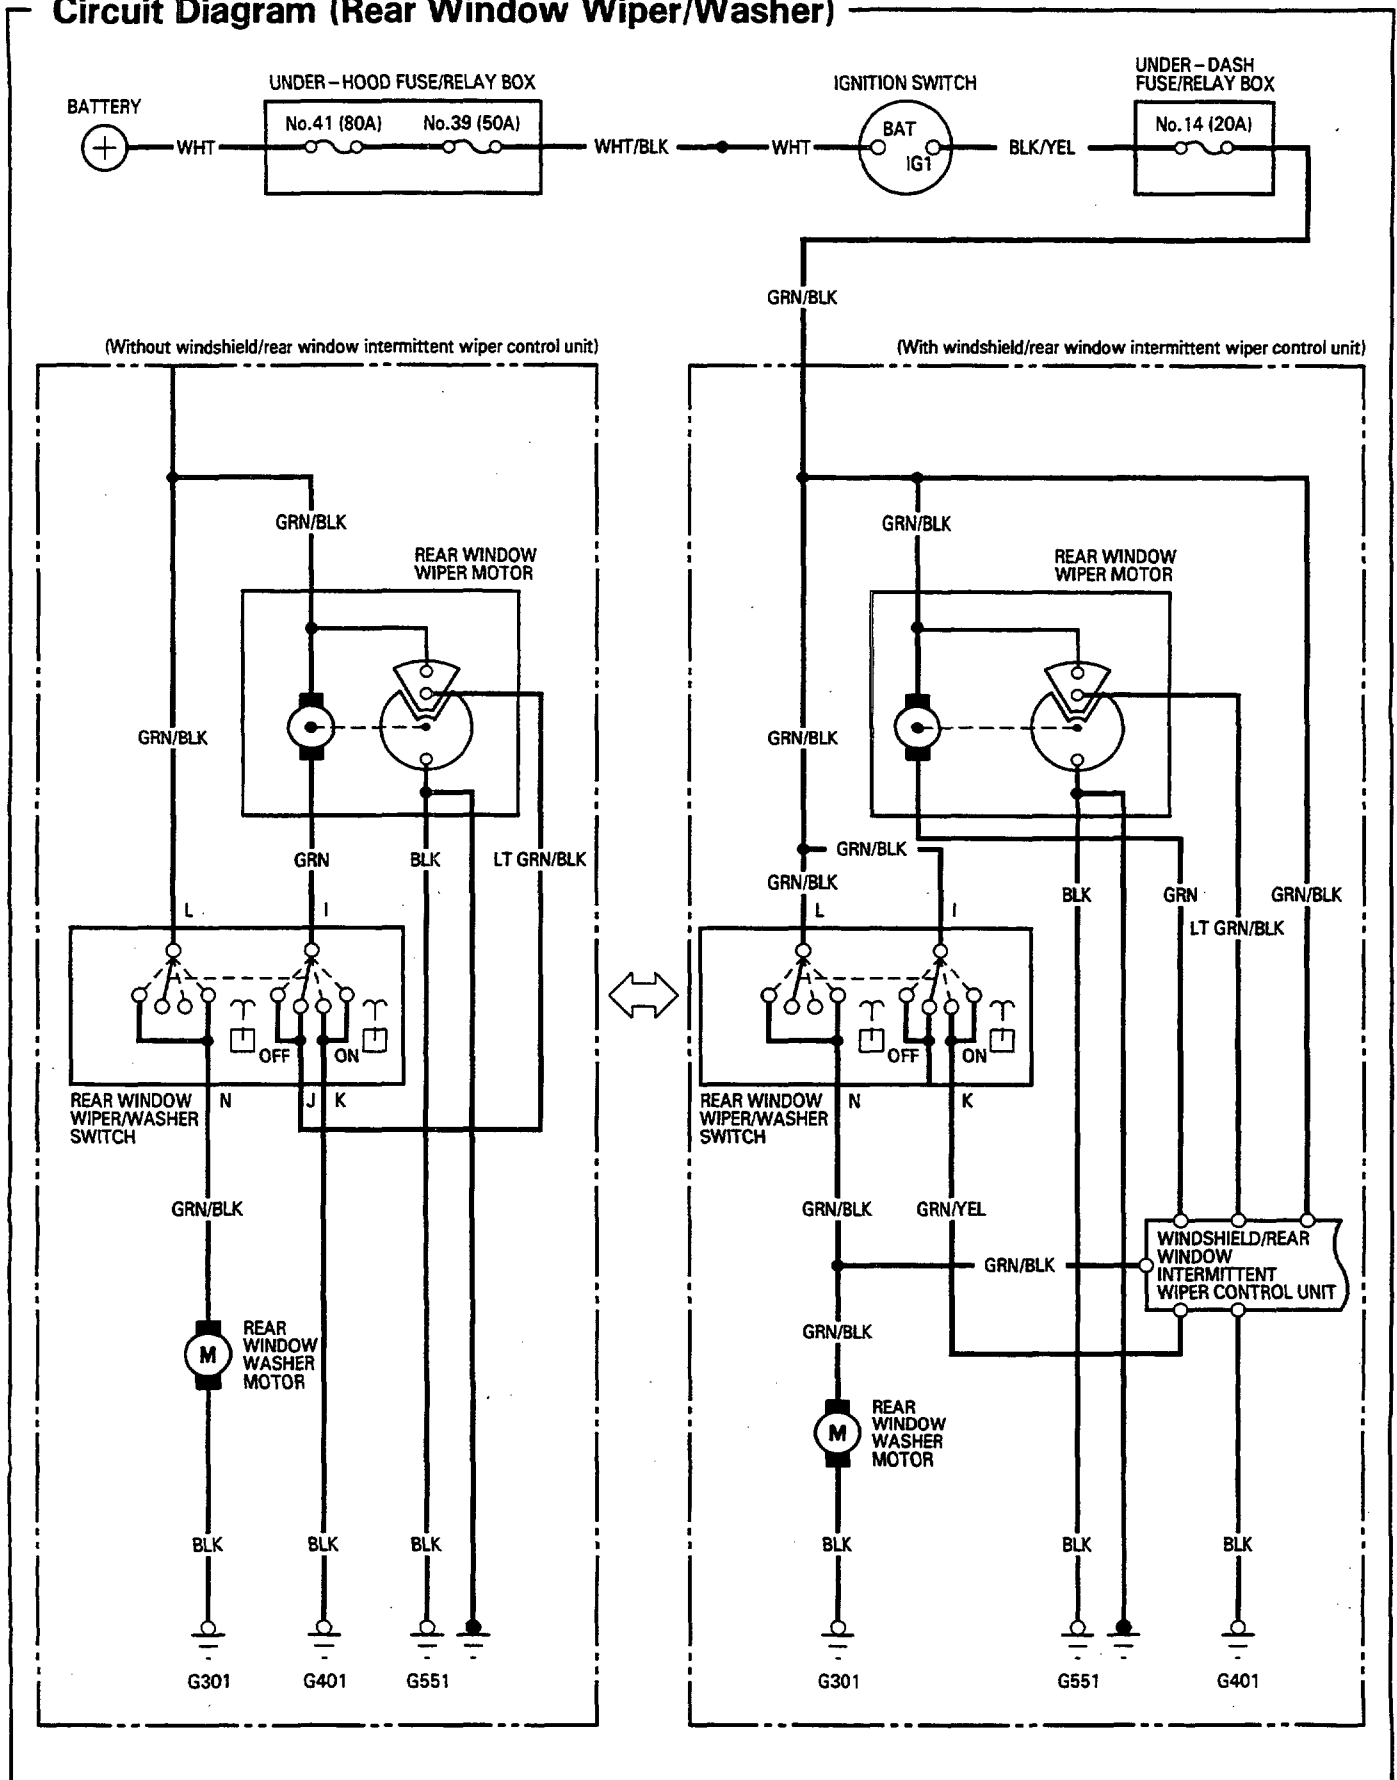 Circuit Diagram (Rear Window Wiper/Washer)
UNDER-HOOD FUSE/RELAY BOX
IGNITION SWITCH
UNDER-DASH
FUSE/RELAY BOX
BATTERY
No.41 (80A)
No.39 (50A)
BAT
IG1
No.14 (20A)
WHT
WHT/BLK
WHT
BLK/YEL
GRN/BLK
(Without windshield/rear window intermittent wiper control unit)
GRN/BLK
REAR WINDOW
WIPER MOTOR
GRN/BLK
GRN
BLK
LT GRN/BLK
L
I
OFF
ON
REAR WINDOW
WIPER/WASHER
SWITCH
N
J
K
GRN/BLK
M
REAR
WINDOW
WASHER
MOTOR
BLK
BLK
BLK
G301
G401
G551
(With windshield/rear window intermittent wiper control unit)
GRN/BLK
REAR WINDOW
WIPER MOTOR
GRN/BLK
GRN/BLK
GRN/BLK
BLK
GRN
LT GRN/BLK
GRN/BLK
L
I
OFF
ON
REAR WINDOW
WIPER/WASHER
SWITCH
N
K
GRN/BLK
GRN/YEL
GRN/BLK
WINDSHIELD/REAR
WINDOW
INTERMITTENT
WIPER CONTROL UNIT
GRN/BLK
M
REAR
WINDOW
WASHER
MOTOR
BLK
BLK
BLK
G301
G551
G401